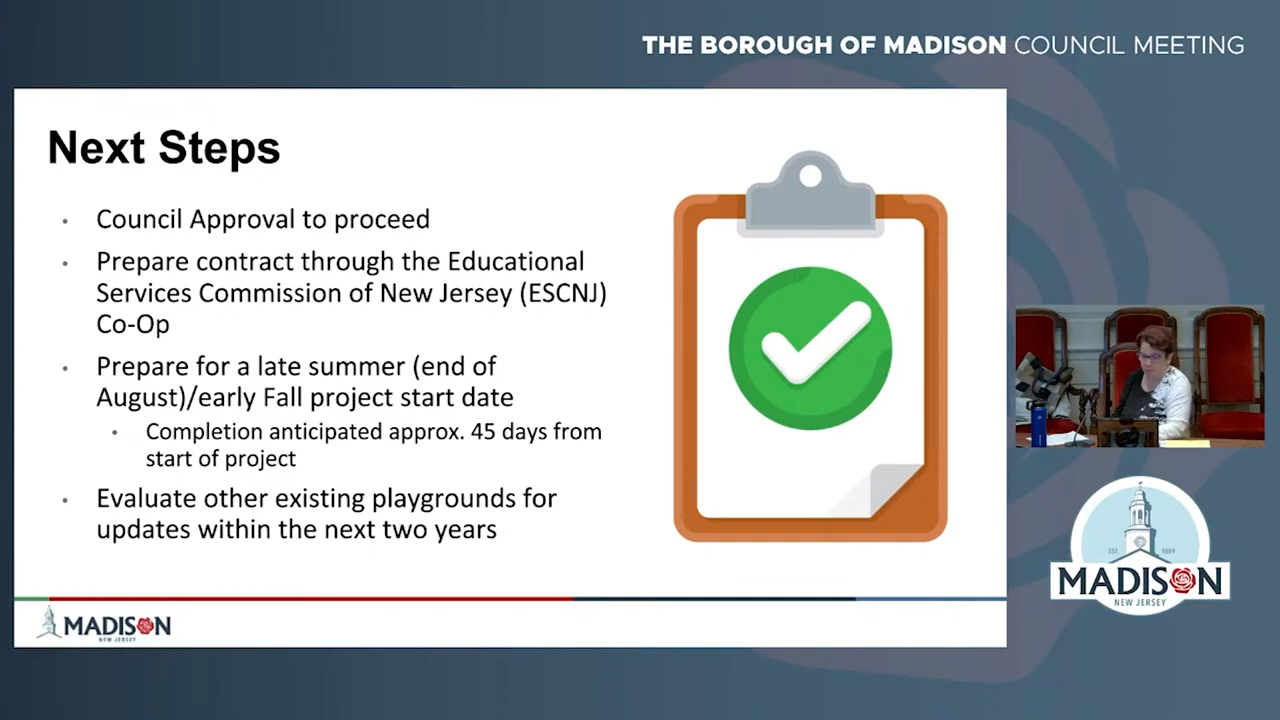 THE BOROUGH OF MADISON COUNCIL MEETING
Next Steps
• Council Approval to proceed
• Prepare contract through the Educational
Services Commission of New Jersey (ESCNJ)
Co-Op
• Prepare for a late summer (end of
August)/early Fall project start date
• Completion anticipated approx. 45 days from
start of project
• Evaluate other existing playgrounds for
updates within the next two years
MADISON
NEW JERSEY
EST. 1889
MADISON
NEW JERSEY